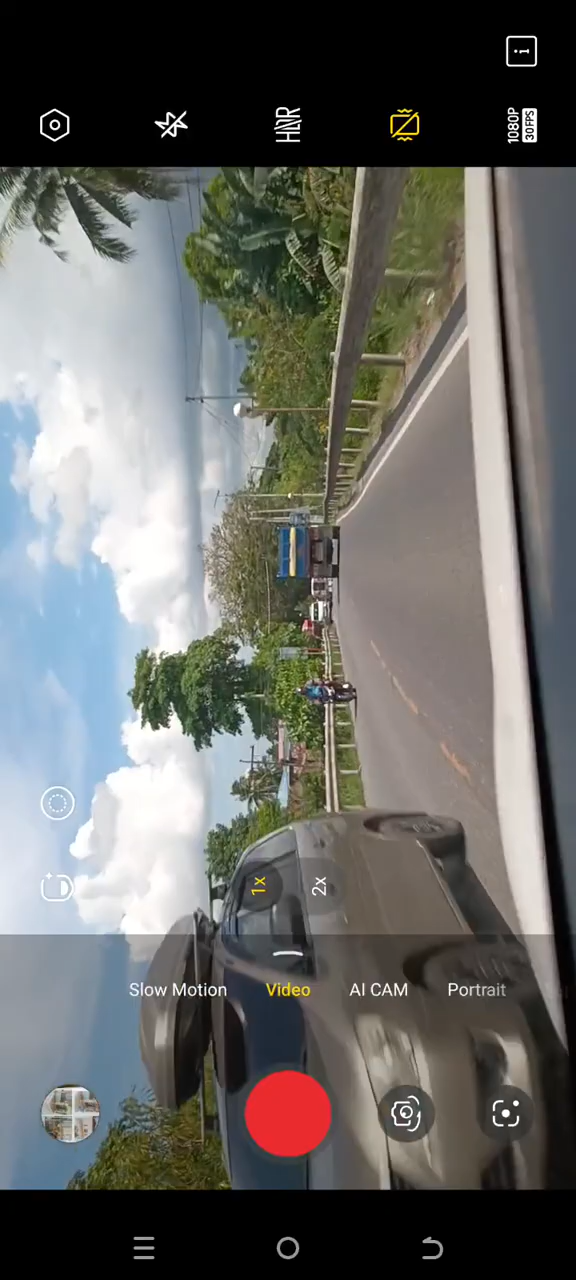 HDR
1080P
30FPS
1x
2x
Slow Motion
Video
AI CAM
Portrait